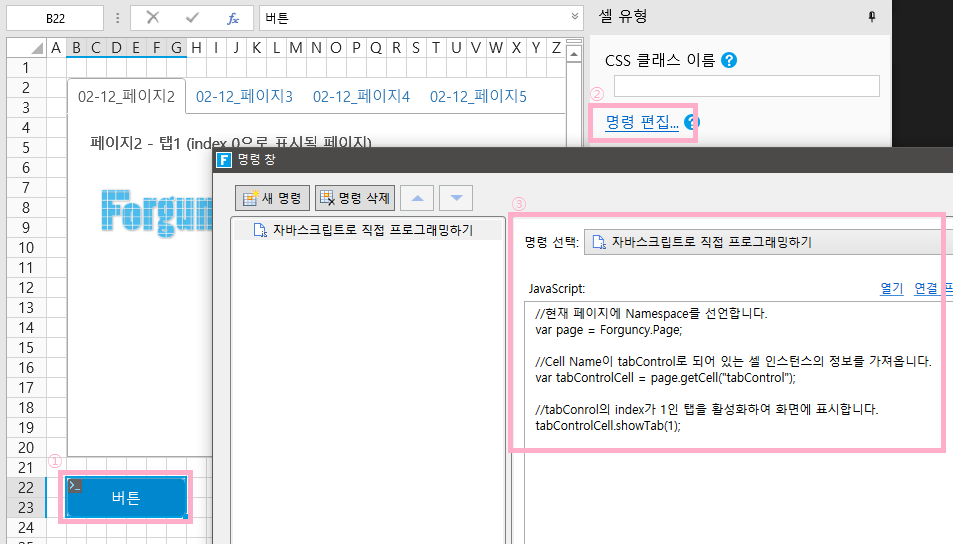 B22
fx
버튼
셀 유형
A B C D E F G H I J K L M N O P Q R S T U V W X Y Z
1
2
3
4
5
6
7
8
9
10
11
12
13
14
15
16
17
18
19
20
21
22
23
24
02-12_페이지2 02-12_페이지3 02-12_페이지4 02-12_페이지5
페이지2 - 탭1 (index 0으로 표시될 페이지)
CSS 클래스 이름 ?
②
명령 편집... ?
F 명령 창
새 명령 명령 삭제
자바스크립트로 직접 프로그래밍하기
③
명령 선택: 자바스크립트로 직접 프로그래밍하기
JavaScript: 열기 연결
//현재 페이지에 Namespace를 선언합니다.
var page = Forguncy.Page;
//Cell Name이 tabControl로 되어 있는 셀 인스턴스의 정보를 가져옵니다.
var tabControlCell = page.getCell("tabControl");
//tabConrol의 index가 1인 탭을 활성화하여 화면에 표시합니다.
tabControlCell.showTab(1);
①
버튼